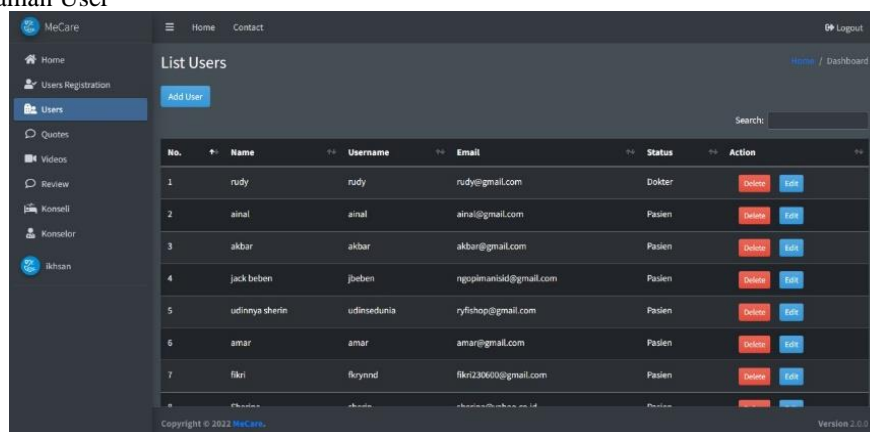 man User
MeCare
Home Contact
Logout
Home
Users Registration
Users
Quotes
Videos
Review
Konseli
Konselor
ikhsan
List Users
Home / Dashboard
Add User
Search:
No. Name Username Email Status Action
1 rudy rudy rudy@gmail.com Dokter Delete Edit
2 ainal ainal ainal@gmail.com Pasien Delete Edit
3 akbar akbar akbar@gmail.com Pasien Delete Edit
4 jack beben jbeben ngopimanisid@gmail.com Pasien Delete Edit
5 udinnya sherin udinsedunia ryfishop@gmail.com Pasien Delete Edit
6 amar amar amar@gmail.com Pasien Delete Edit
7 fikri fkrynnd fikri230600@gmail.com Pasien Delete Edit
Copyright © 2022 MeCare.
Version 2.0.0